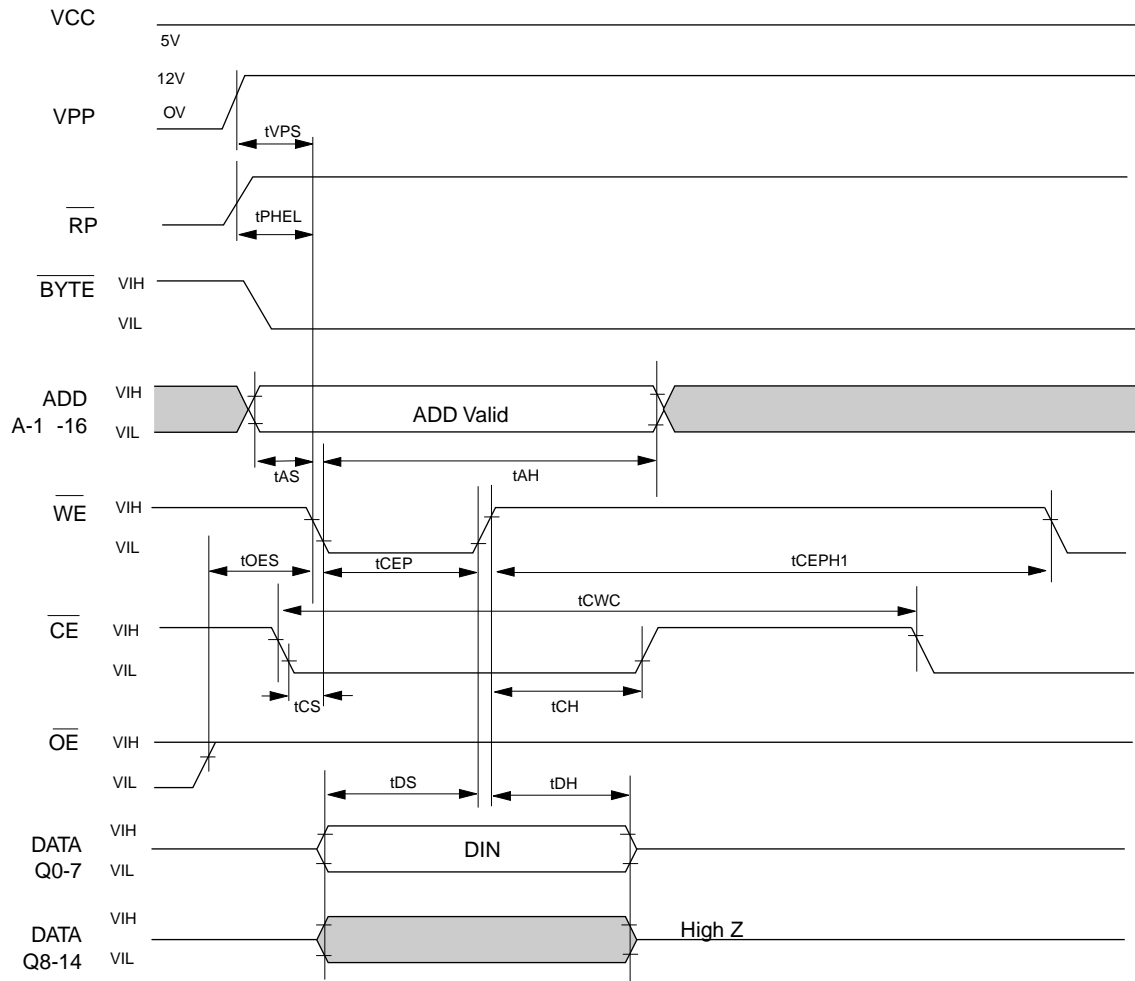 VCC
5V
12V
VPP
OV
tVPS
RP
tPHEL
BYTE
VIH
VIL
ADD
A-1 -16
VIH
VIL
ADD Valid
tAS
tAH
WE
VIH
VIL
tOES
tCEP
tCEPH1
tCWC
CE
VIH
VIL
tCS
tCH
OE
VIH
VIL
tDS
tDH
DATA
Q0-7
VIH
VIL
DIN
DATA
Q8-14
VIH
VIL
High Z